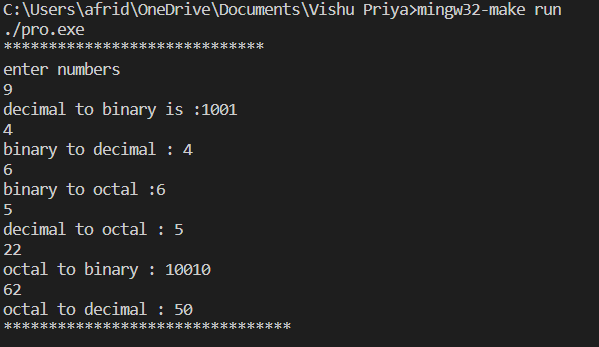 C:\Users\afrid\OneDrive\Documents\Vishu Priya>mingw32-make run
./pro.exe
*****************************
enter numbers
9
decimal to binary is :1001
4
binary to decimal : 4
6
binary to octal :6
5
decimal to octal : 5
22
octal to binary : 10010
62
octal to decimal : 50
********************************